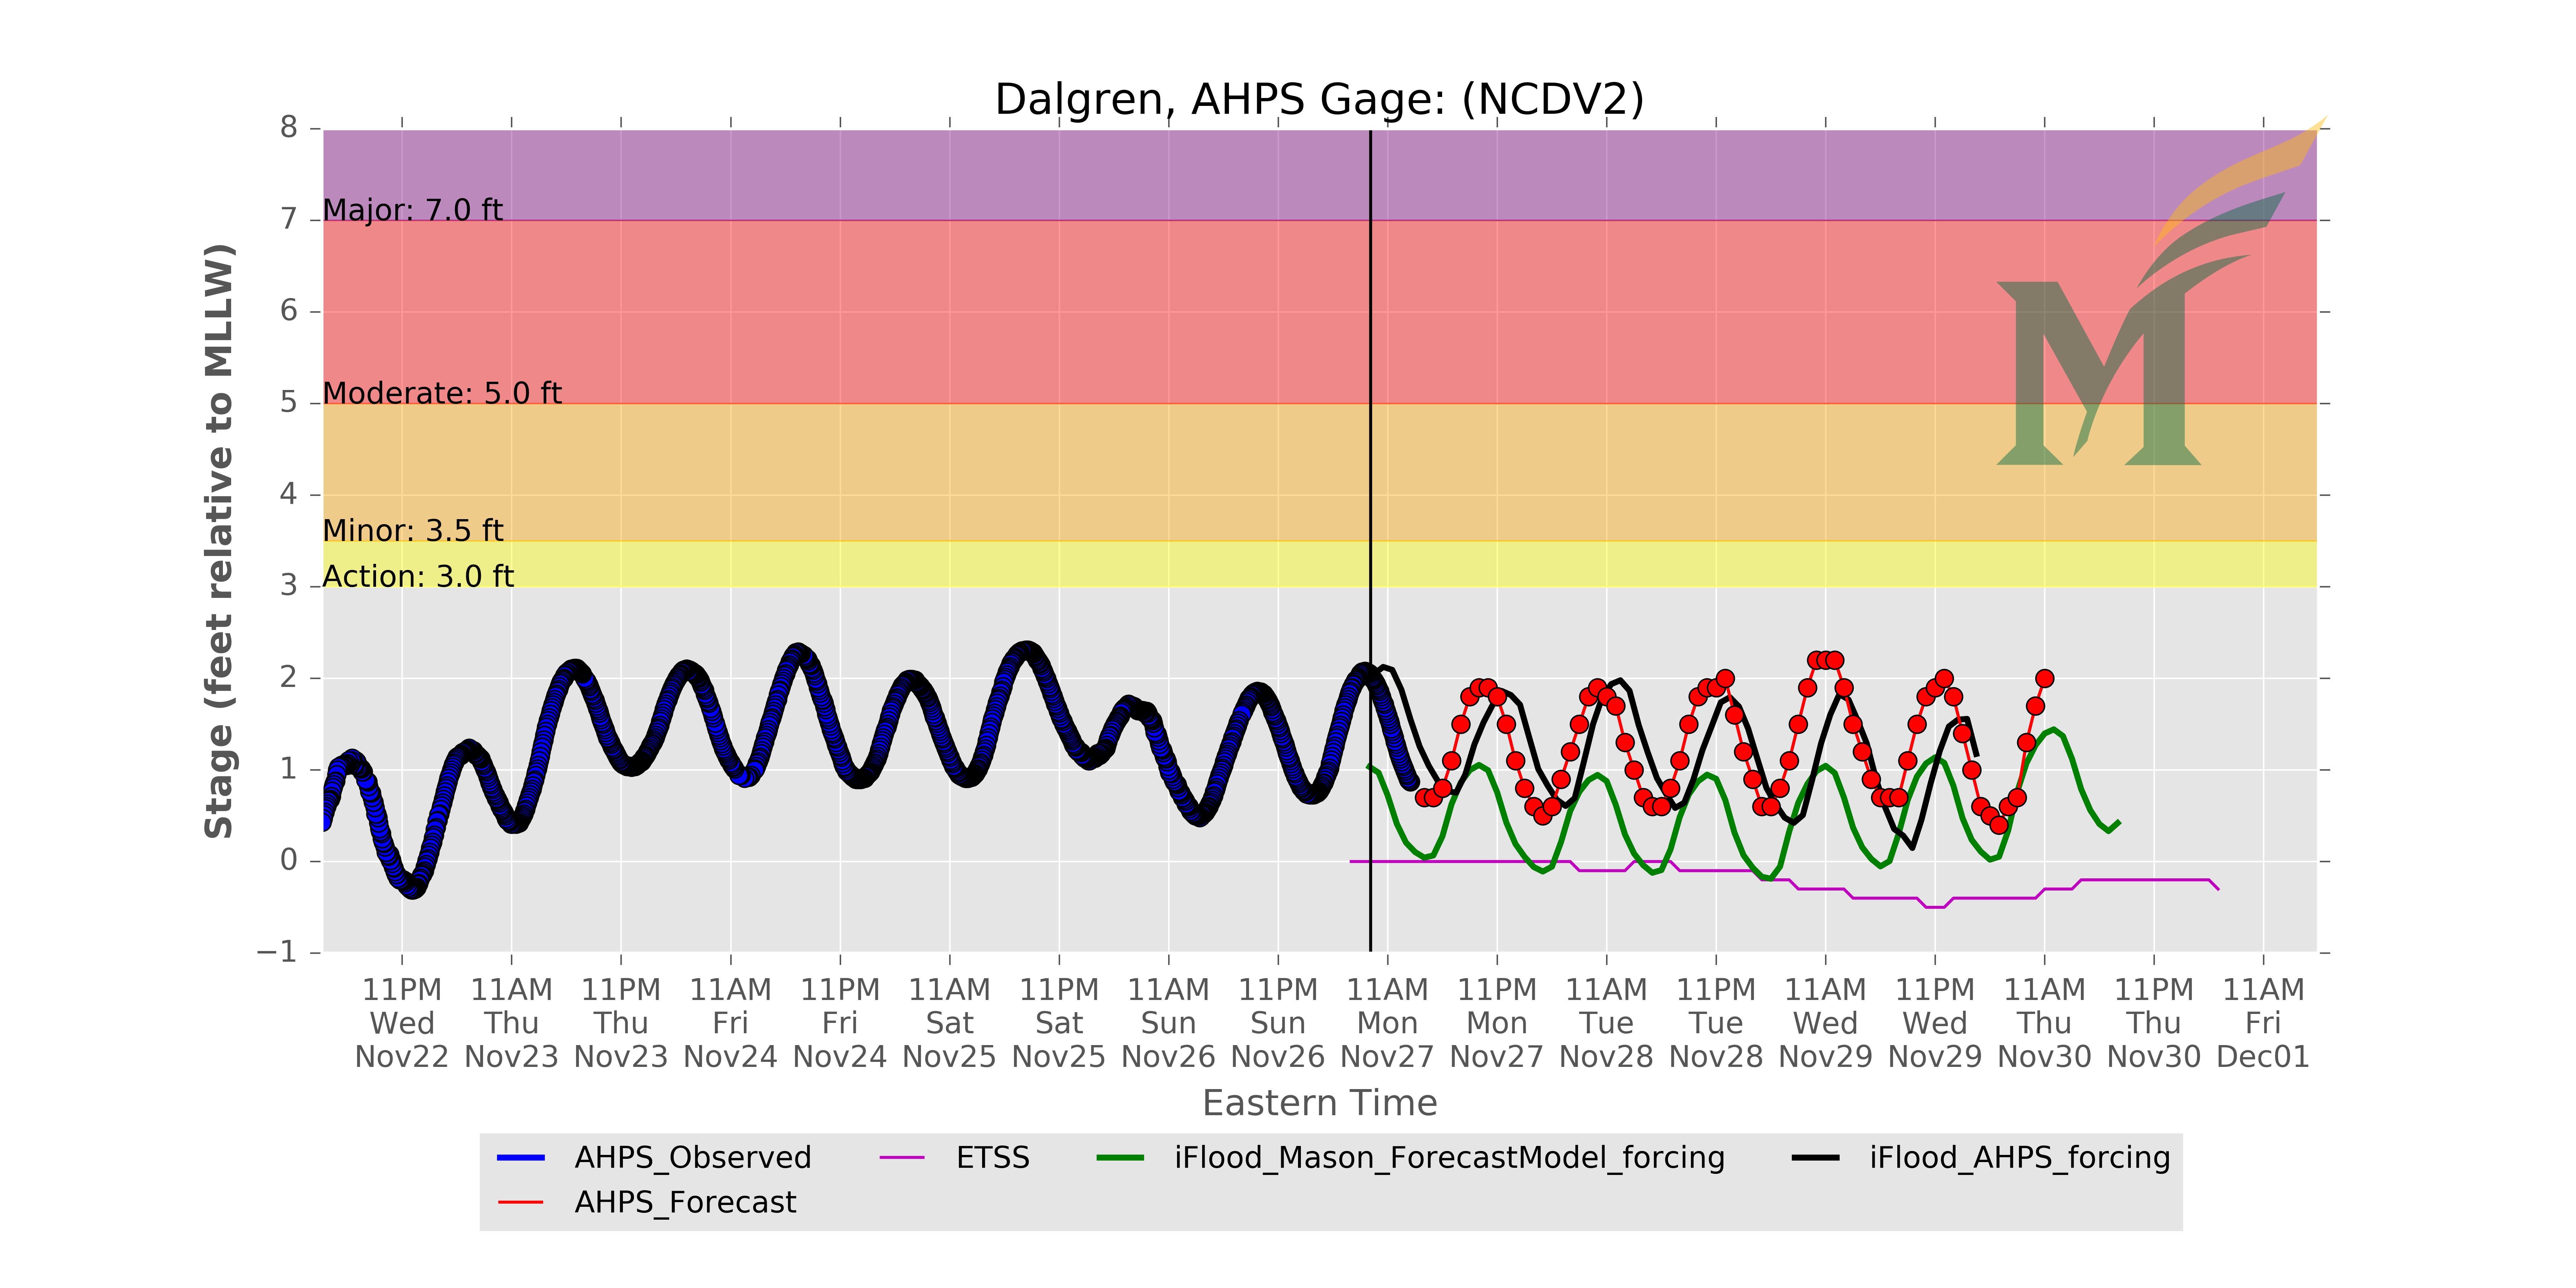 Dalgren, AHPS Gage: (NCDV2)
Stage (feet relative to MLLW)
8
7
6
5
4
3
2
1
0
−1
Major: 7.0 ft
Moderate: 5.0 ft
Minor: 3.5 ft
Action: 3.0 ft
M
11PM 11AM 11PM 11AM 11PM 11AM 11PM 11AM 11PM 11AM 11PM 11AM 11PM 11AM 11PM 11AM 11PM 11AM
Wed Thu Thu Fri Fri Sat Sat Sun Sun Mon Mon Tue Tue Wed Wed Thu Thu Fri
Nov22 Nov23 Nov23 Nov24 Nov24 Nov25 Nov25 Nov26 Nov26 Nov27 Nov27 Nov28 Nov28 Nov29 Nov29 Nov30 Nov30 Dec01
Eastern Time
AHPS_Observed ETSS iFlood_Mason_ForecastModel_forcing iFlood_AHPS_forcing
AHPS_Forecast